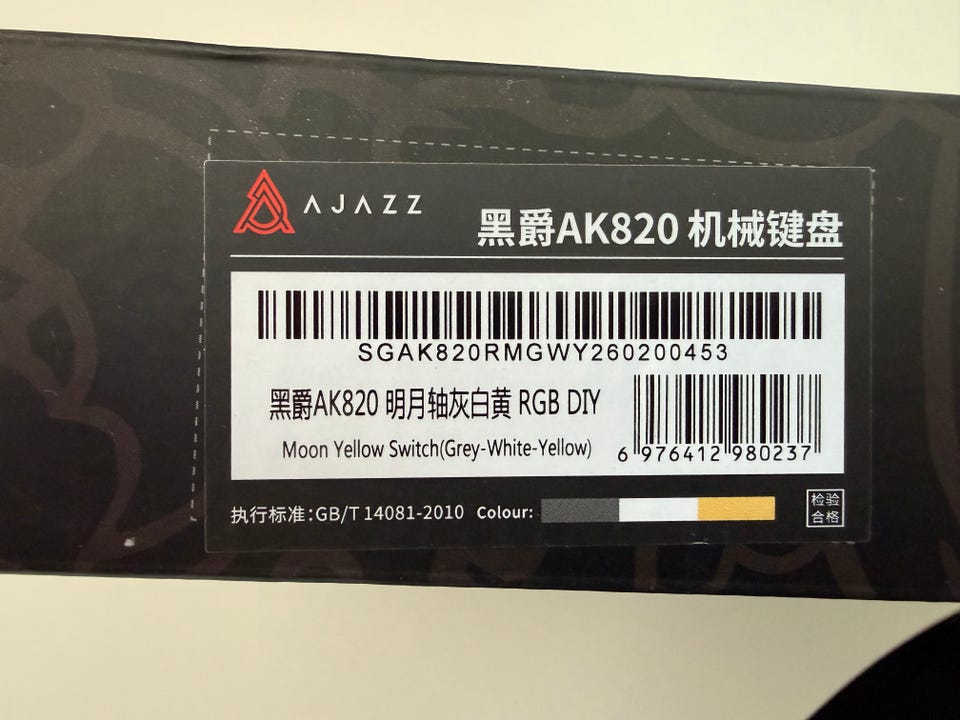 AJAZZ
黑爵AK820 机械键盘
SGAK820RMGWY260200453
黑爵AK820 明月轴灰白黄 RGB DIY
Moon Yellow Switch(Grey-White-Yellow)
6 976412 980237
执行标准:GB/T 14081-2010 Colour:
检验
合格